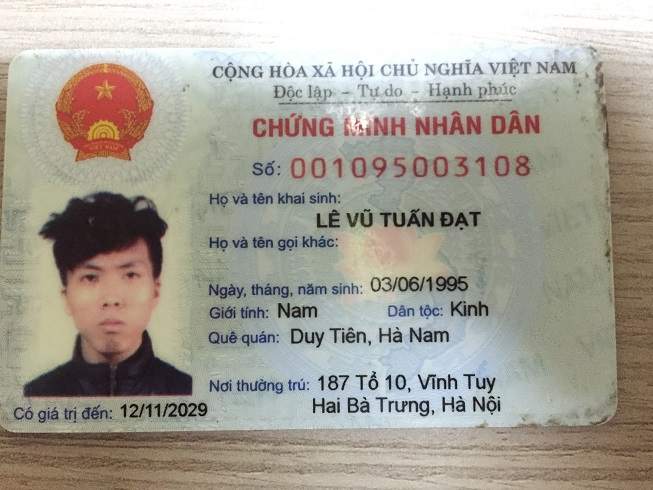 CỘNG HÒA XÃ HỘI CHỦ NGHĨA VIỆT NAM
Độc lập - Tự do - Hạnh phúc
CHỨNG MINH NHÂN DÂN
Số: 001095003108
Họ và tên khai sinh:
LÊ VŨ TUẤN ĐẠT
Họ và tên gọi khác:
Ngày, tháng, năm sinh: 03/06/1995
Giới tính: Nam Dân tộc: Kinh
Quê quán: Duy Tiên, Hà Nam
Nơi thường trú: 187 Tổ 10, Vĩnh Tuy
Hai Bà Trưng, Hà Nội
Có giá trị đến: 12/11/2029